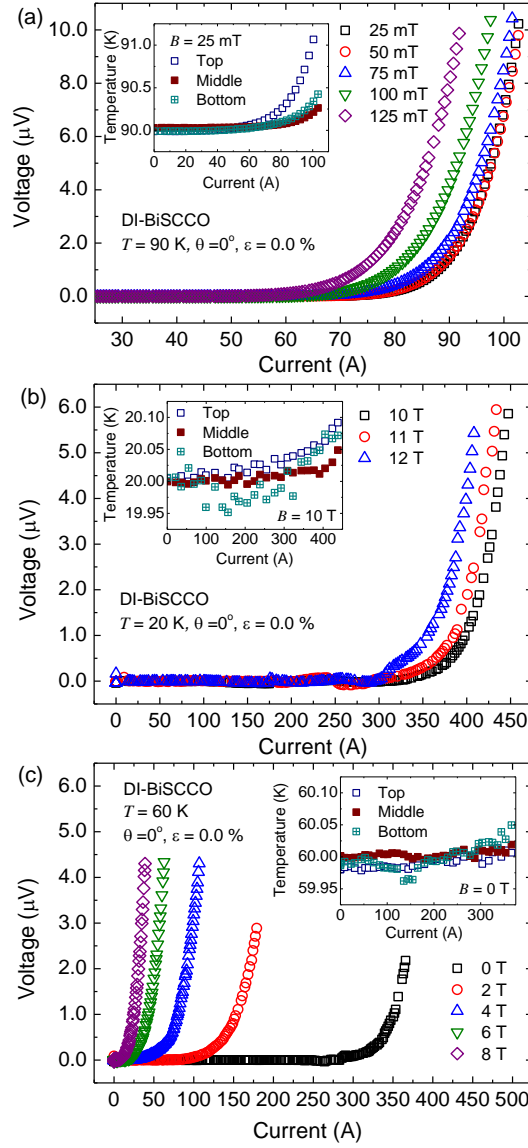 (a)
B = 25 mT
Top
Middle
Bottom
Temperature (K)
91.0
90.5
90.0
0 20 40 60 80 100
Current (A)
25 mT
50 mT
75 mT
100 mT
125 mT
DI-BiSCCO
T = 90 K, θ =0°, ε = 0.0 %
Voltage (μV)
10.0
8.0
6.0
4.0
2.0
0.0
30 40 50 60 70 80 90 100
Current (A)
(b)
Top
Middle
Bottom
Temperature (K)
20.10
20.05
20.00
19.95
B = 10 T
0 100 200 300 400
Current (A)
10 T
11 T
12 T
DI-BiSCCO
T = 20 K, θ =0°, ε = 0.0 %
Voltage (μV)
6.0
5.0
4.0
3.0
2.0
1.0
0.0
0 50 100 150 200 250 300 350 400 450
Current (A)
(c)
DI-BiSCCO
T = 60 K
θ =0°, ε = 0.0 %
Top
Middle
Bottom
Temperature (K)
60.10
60.05
60.00
59.95
B = 0 T
0 100 200 300
Current (A)
0 T
2 T
4 T
6 T
8 T
Voltage (μV)
6.0
5.0
4.0
3.0
2.0
1.0
0.0
0 50 100 150 200 250 300 350 400 450 500
Current (A)